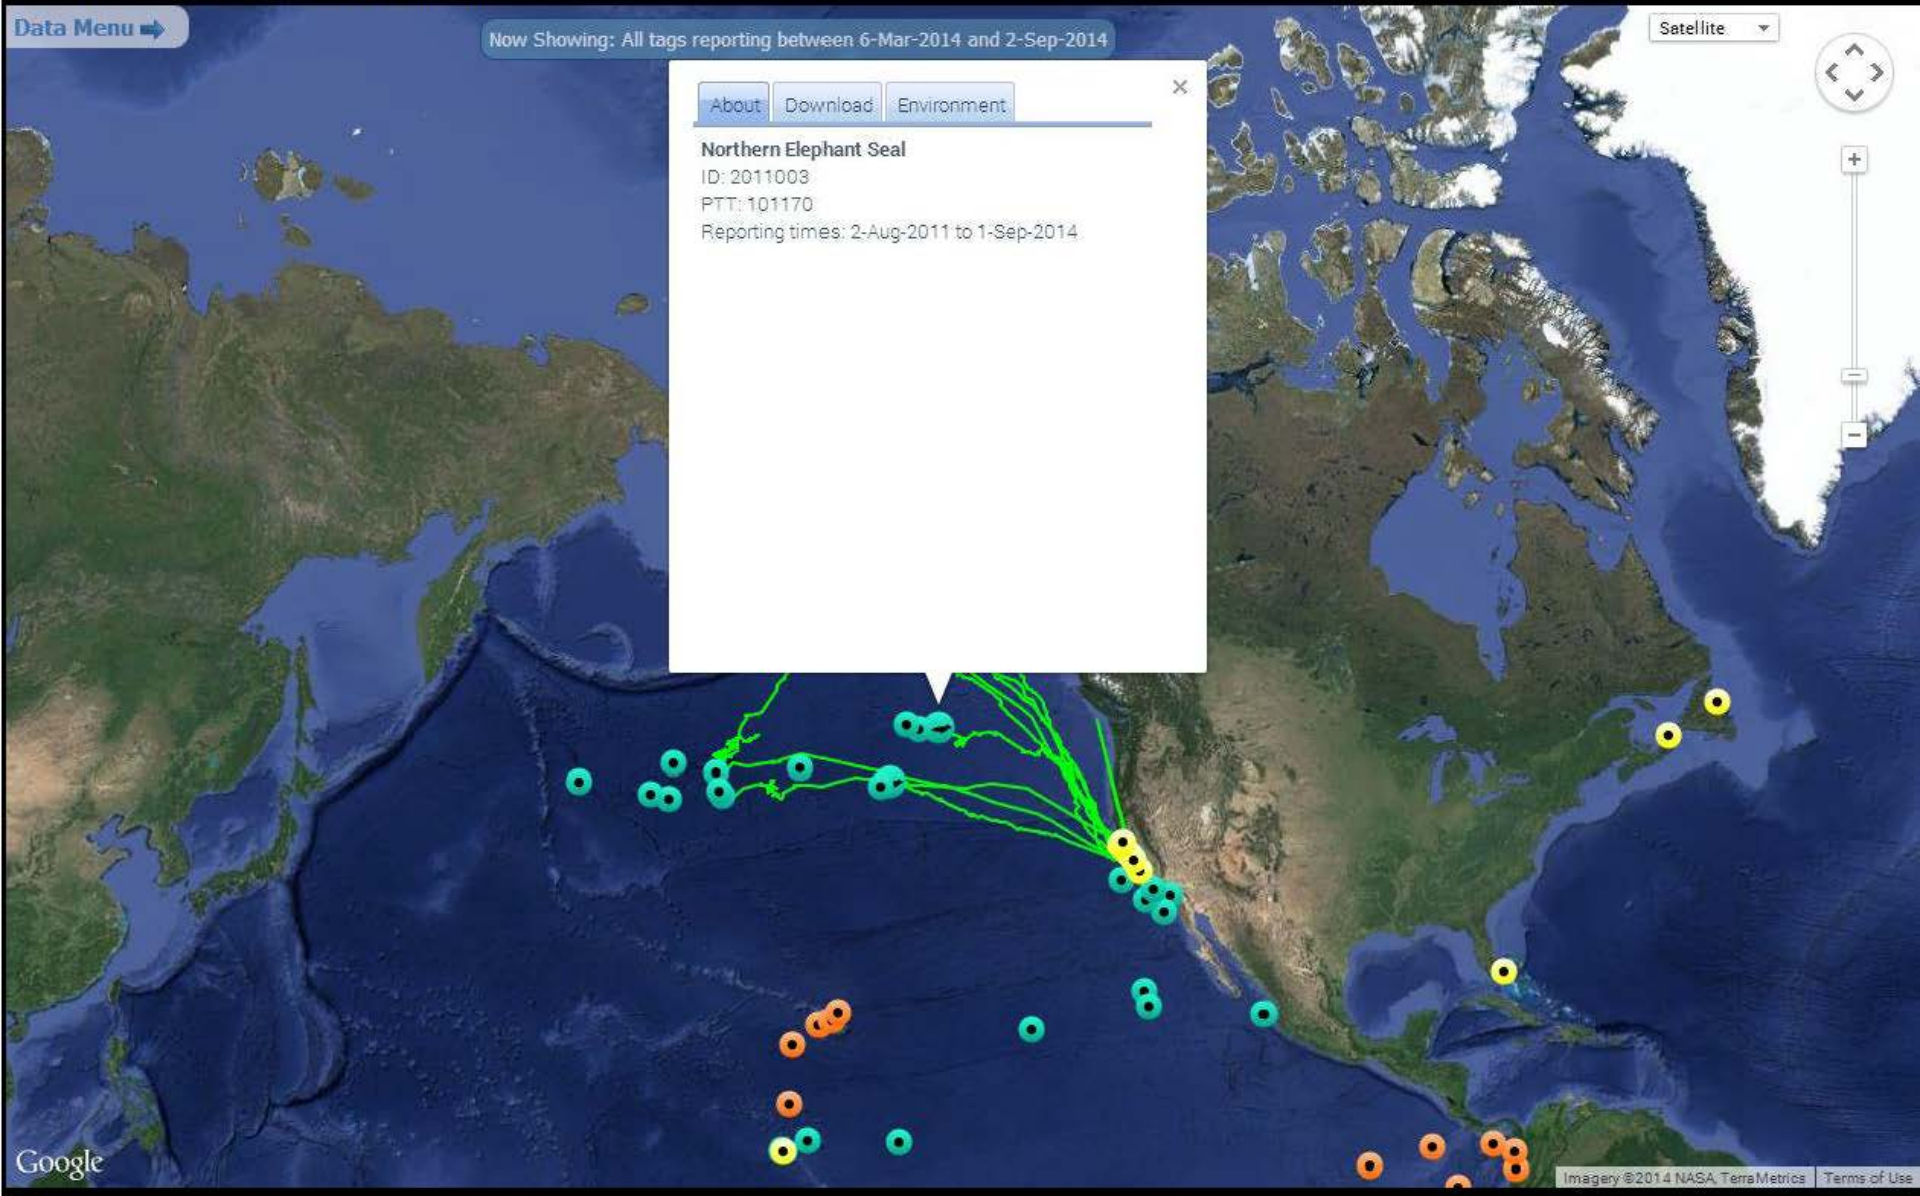 Data Menu
Now Showing: All tags reporting between 6-Mar-2014 and 2-Sep-2014
Satellite
About Download Environment
Northern Elephant Seal
ID: 2011003
PTT: 101170
Reporting times: 2-Aug-2011 to 1-Sep-2014
Google
Imagery ©2014 NASA, TerraMetrics
Terms of Use